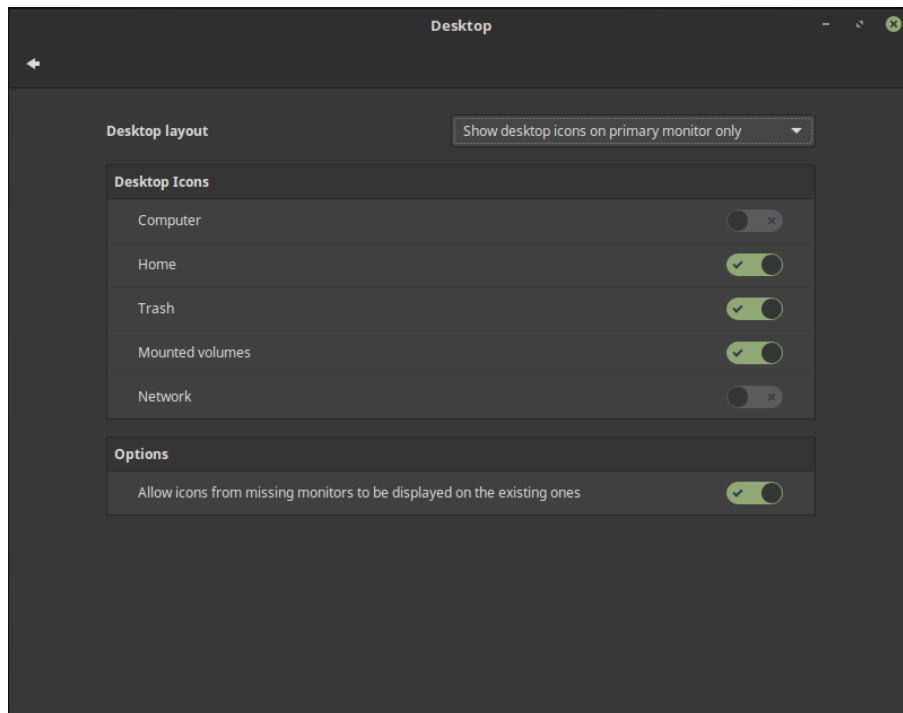 Desktop
Desktop layout
Show desktop icons on primary monitor only
Desktop Icons
Computer
Home
Trash
Mounted volumes
Network
Options
Allow icons from missing monitors to be displayed on the existing ones